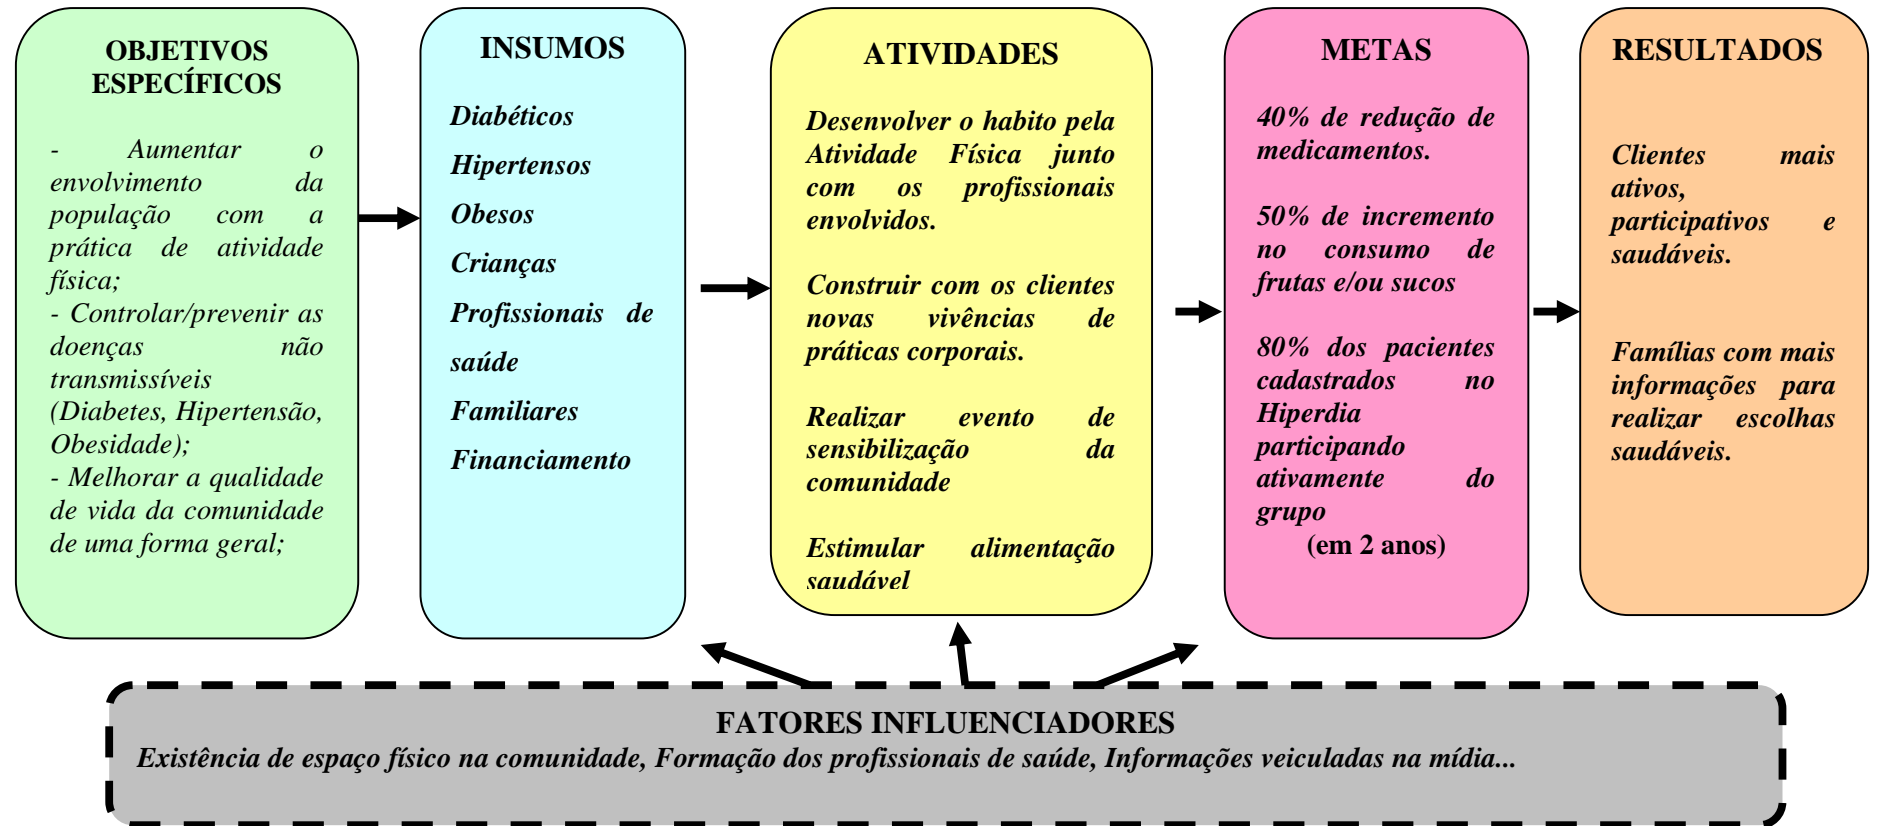 OBJETIVOS
ESPECÍFICOS
- Aumentar o
envolvimento da
população com a
prática de atividade
física;
- Controlar/prevenir as
doenças não
transmissíveis
(Diabetes, Hipertensão,
Obesidade);
- Melhorar a qualidade
de vida da comunidade
de uma forma geral;
INSUMOS
Diabéticos
Hipertensos
Obesos
Crianças
Profissionais de
saúde
Familiares
Financiamento
ATIVIDADES
Desenvolver o habito pela
Atividade Física junto
com os profissionais
envolvidos.
Construir com os clientes
novas vivências de
práticas corporais.
Realizar evento de
sensibilização da
comunidade
Estimular alimentação
saudável
METAS
40% de redução de
medicamentos.
50% de incremento
no consumo de
frutas e/ou sucos
80% dos pacientes
cadastrados no
Hiperdia
participando
ativamente do
grupo
(em 2 anos)
RESULTADOS
Clientes mais
ativos,
participativos e
saudáveis.
Famílias com mais
informações para
realizar escolhas
saudáveis.
FATORES INFLUENCIADORES
Existência de espaço físico na comunidade, Formação dos profissionais de saúde, Informações veiculadas na mídia...